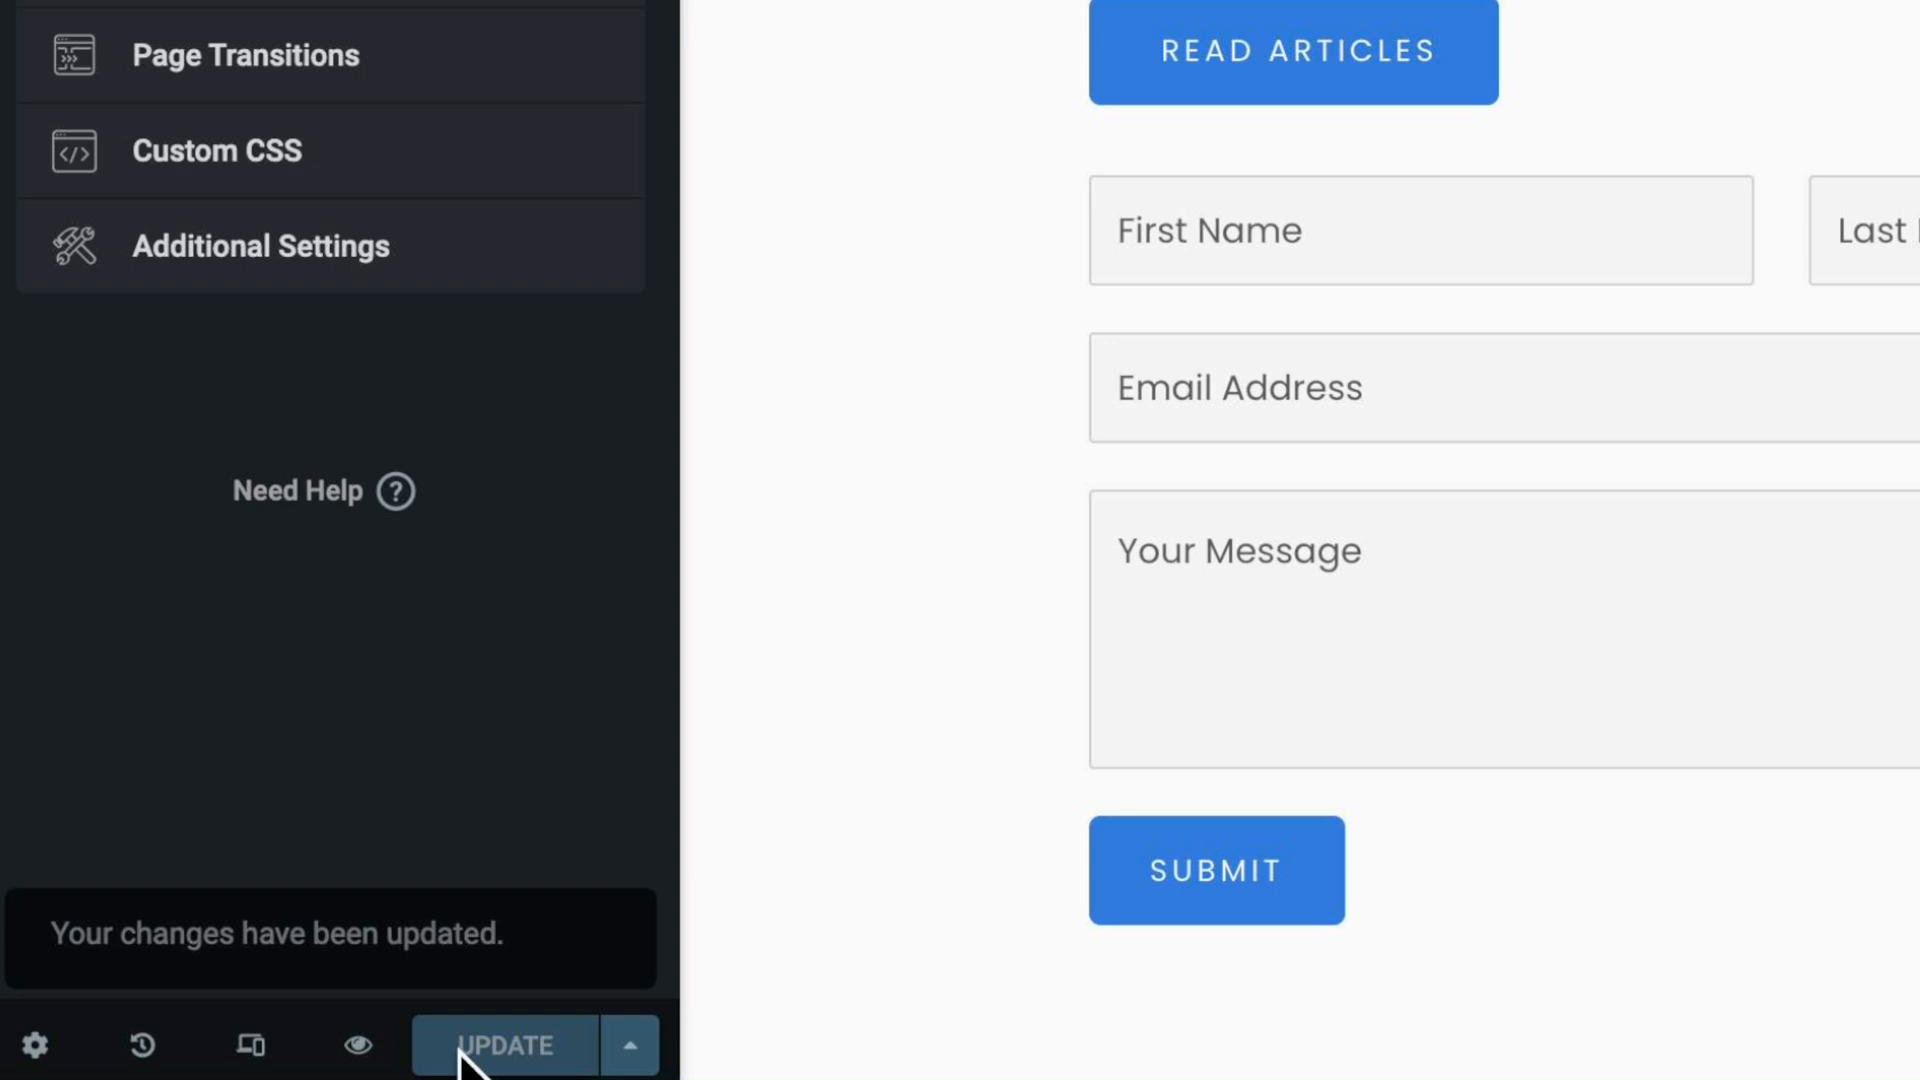 Page Transitions
Custom CSS
Additional Settings
Need Help ?
Your changes have been updated.
UPDATE
READ ARTICLES
First Name
Last
Email Address
Your Message
SUBMIT